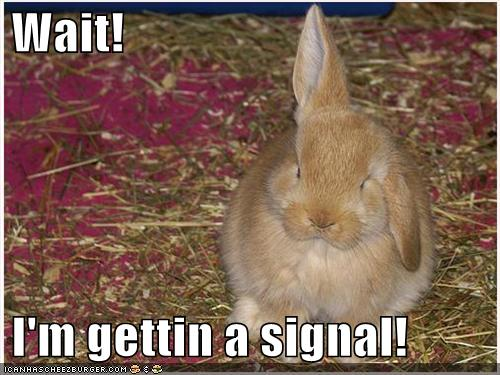 Wait!
I'm gettin a signal!
ICANHASCHEEZBURGER.COM